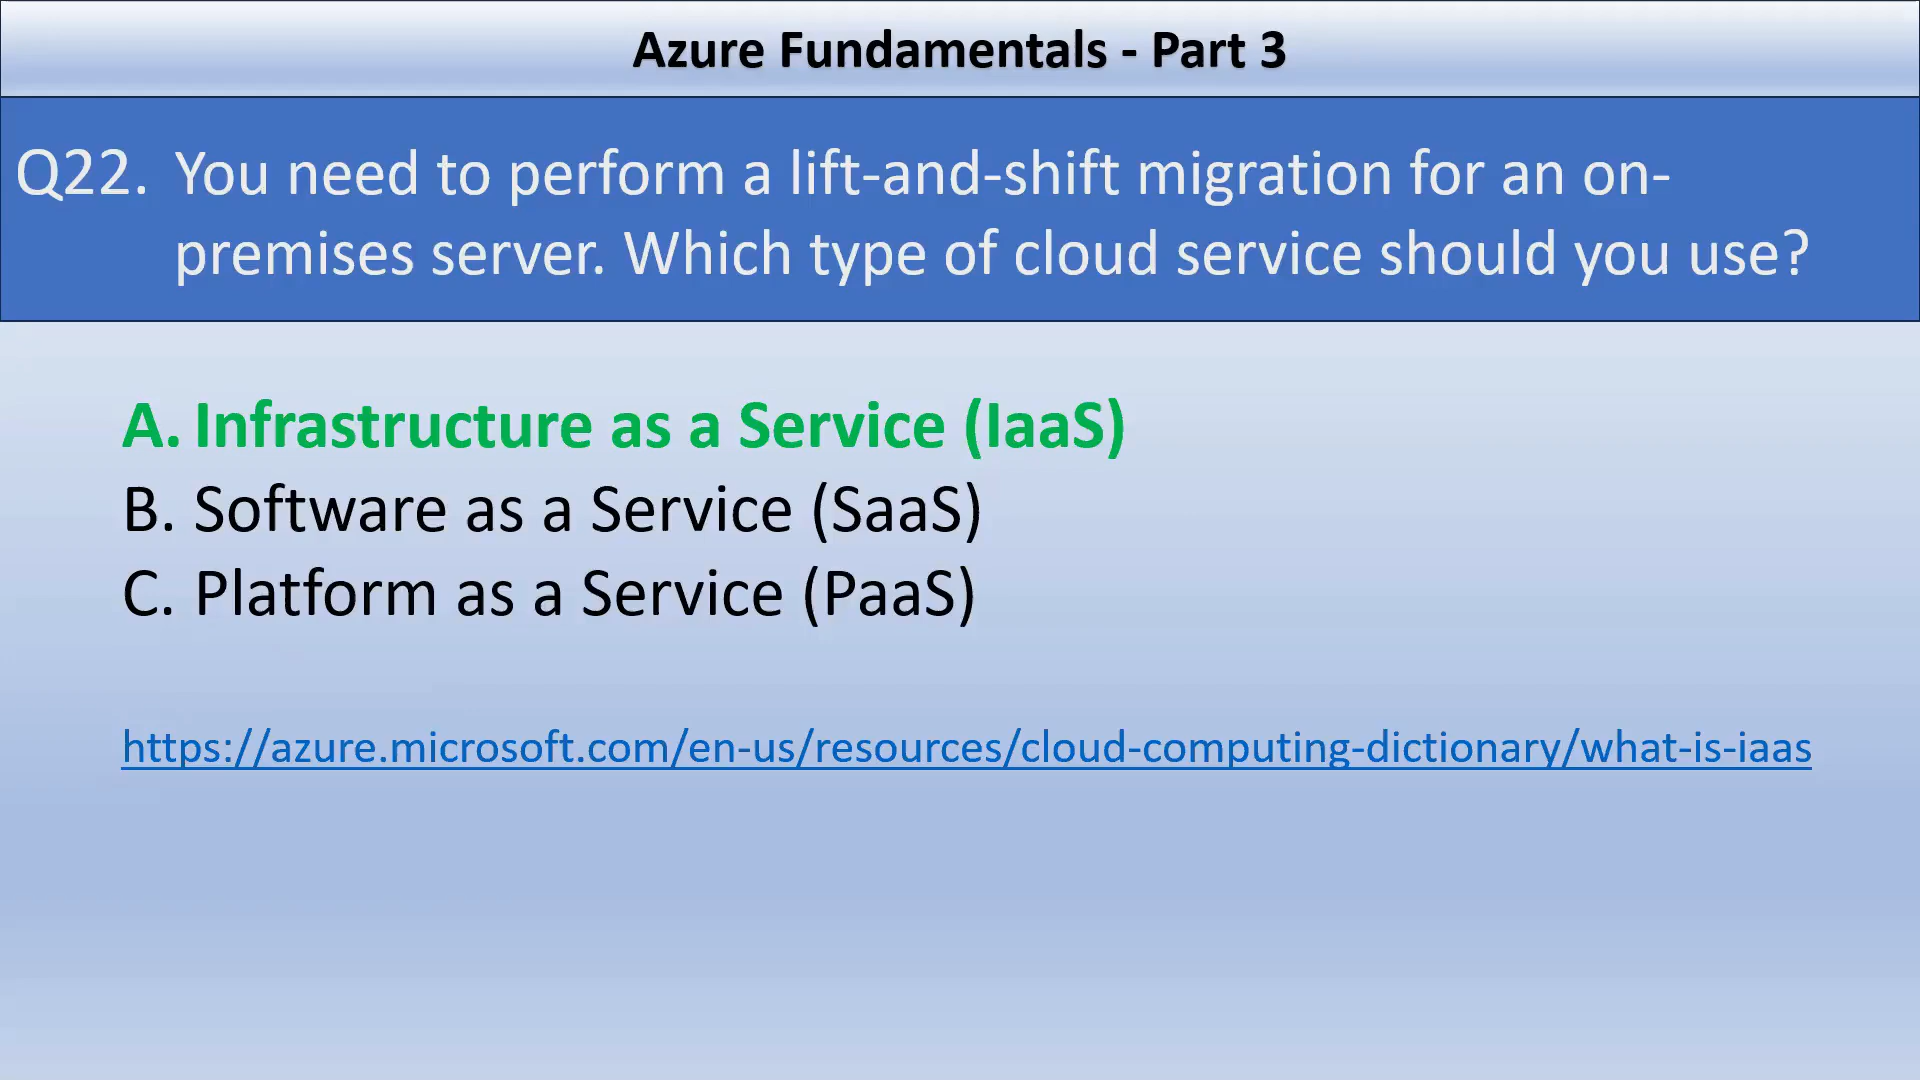 Azure Fundamentals - Part 3
Q22. You need to perform a lift-and-shift migration for an on-
premises server. Which type of cloud service should you use?
A. Infrastructure as a Service (IaaS)
B. Software as a Service (SaaS)
C. Platform as a Service (PaaS)
https://azure.microsoft.com/en-us/resources/cloud-computing-dictionary/what-is-iaas